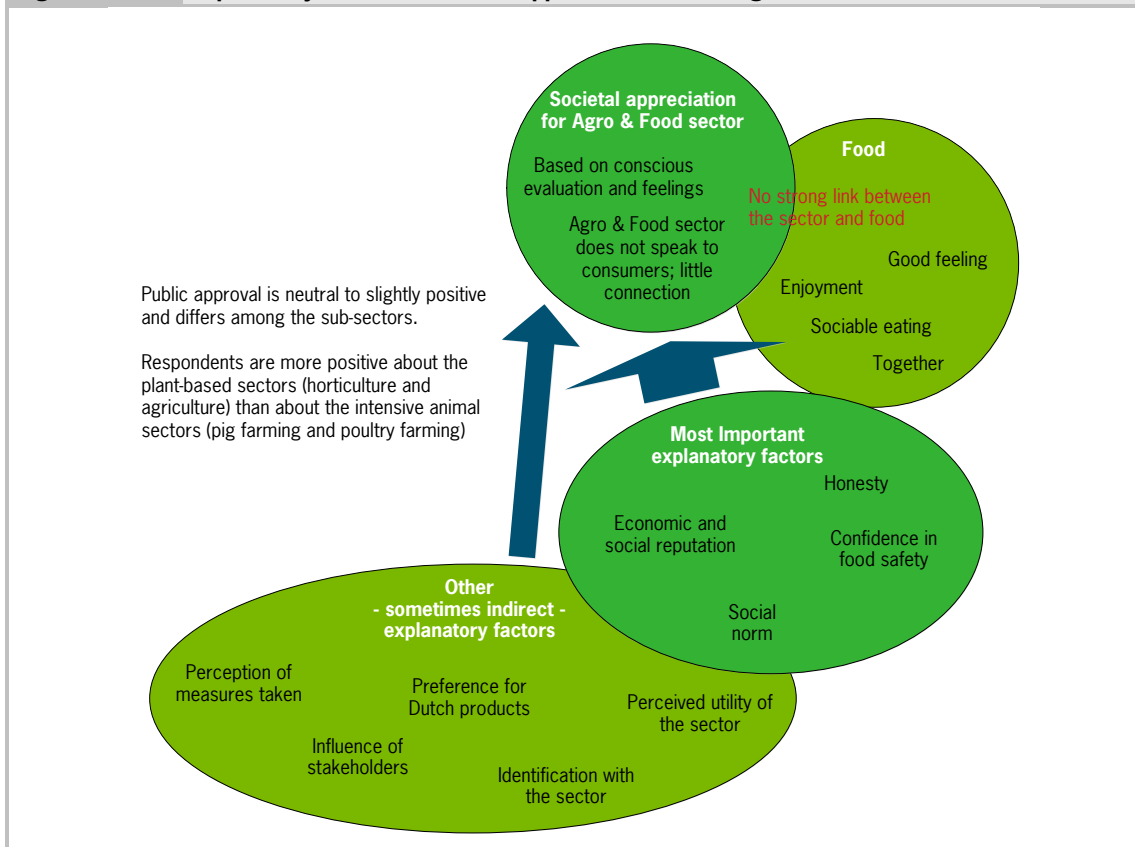 Societal appreciation
for Agro & Food sector
Based on conscious
evaluation and feelings
Agro & Food sector
does not speak to
consumers; little
connection
Food
No strong link between
the sector and food
Good feeling
Enjoyment
Sociable eating
Together
Public approval is neutral to slightly positive
and differs among the sub-sectors.
Respondents are more positive about the
plant-based sectors (horticulture and
agriculture) than about the intensive animal
sectors (pig farming and poultry farming)
Most Important
explanatory factors
Honesty
Economic and
social reputation
Confidence in
food safety
Social
norm
Other
- sometimes indirect -
explanatory factors
Perception of
measures taken
Preference for
Dutch products
Perceived utility of
the sector
Influence of
stakeholders
Identification with
the sector